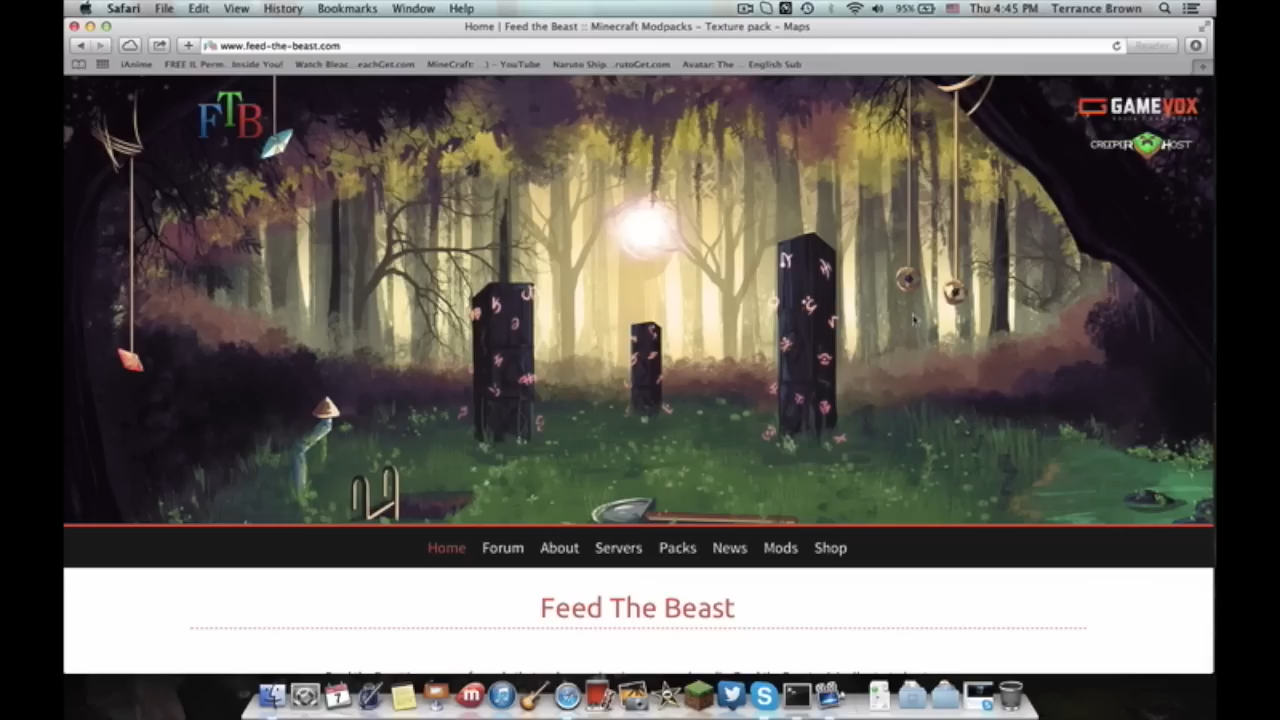 Safari File Edit View History Bookmarks Window Help 95% Thu 4:45 PM Terrance Brown
Home | Feed the Beast :: Minecraft Modpacks - Texture pack - Maps
www.feed-the-beast.com Reader
iAnime FREE IL Perm...Inside You! Watch Bleac...eachGet.com MineCraft: ...) - YouTube Naruto Ship...rutoGet.com Avatar: The ... English Sub
FTB
GAMEVOX
CREEPER HOST
Home Forum About Servers Packs News Mods Shop
Feed The Beast